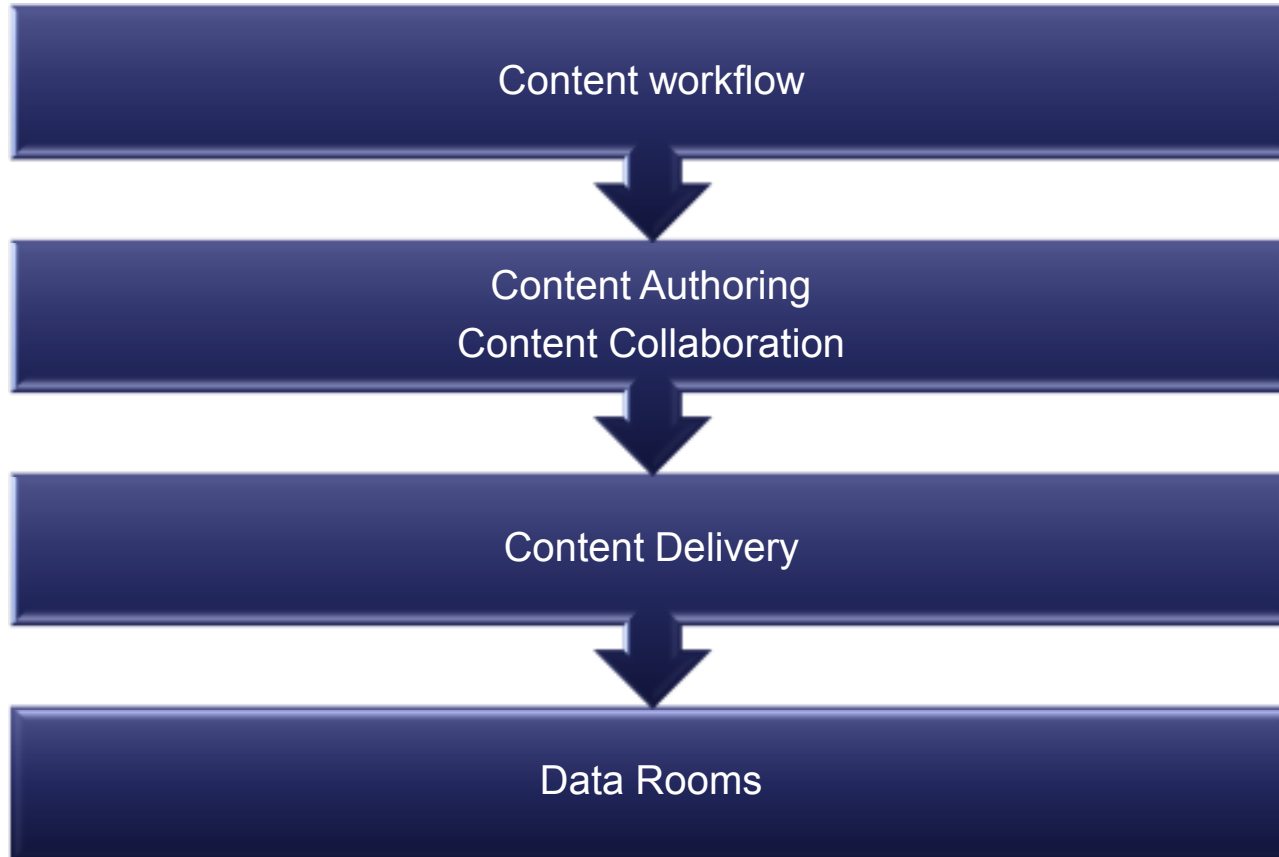 Content workflow
Content Authoring
Content Collaboration
Content Delivery
Data Rooms